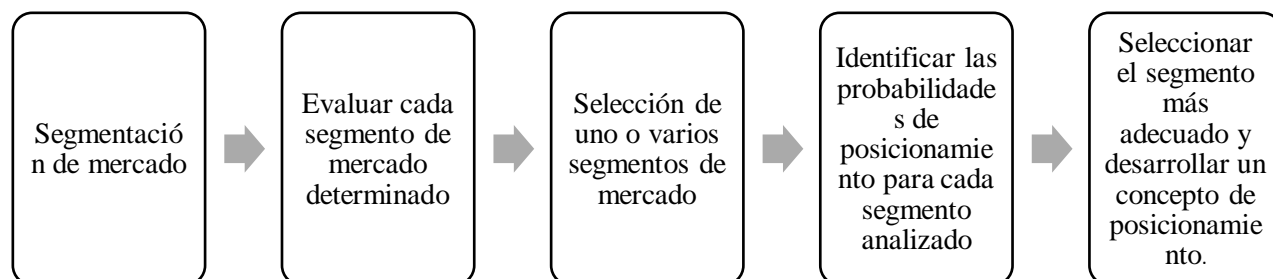 Segmentació
n de mercado
Evaluar cada
segmento de
mercado
determinado
Selección de
uno o varios
segmentos de
mercado
Identificar las
probabilidade
s de
posicionamie
nto para cada
segmento
analizado
Seleccionar
el segmento
más
adecuado y
desarrollar un
concepto de
posicionamie
nto.